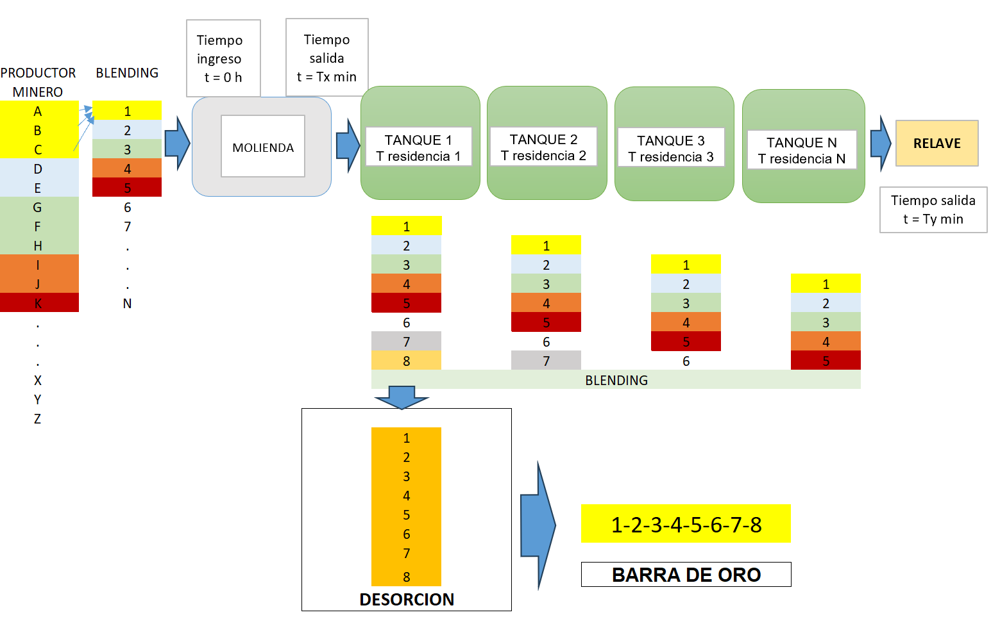 PRODUCTOR
MINERO
A
B
C
D
E
G
F
H
I
J
K
.
.
.
X
Y
Z
BLENDING
1
2
3
4
5
6
7
.
.
.
N
Tiempo
ingreso
t = 0 h
Tiempo
salida
t = Tx min
MOLIENDA
TANQUE 1
T residencia 1
TANQUE 2
T residencia 2
TANQUE 3
T residencia 3
TANQUE N
T residencia N
RELAVE
Tiempo salida
t = Ty min
1
2
3
4
5
6
7
8
1
2
3
4
5
6
7
1
2
3
4
5
6
1
2
3
4
5
BLENDING
1
2
3
4
5
6
7
8
DESORCION
1-2-3-4-5-6-7-8
BARRA DE ORO